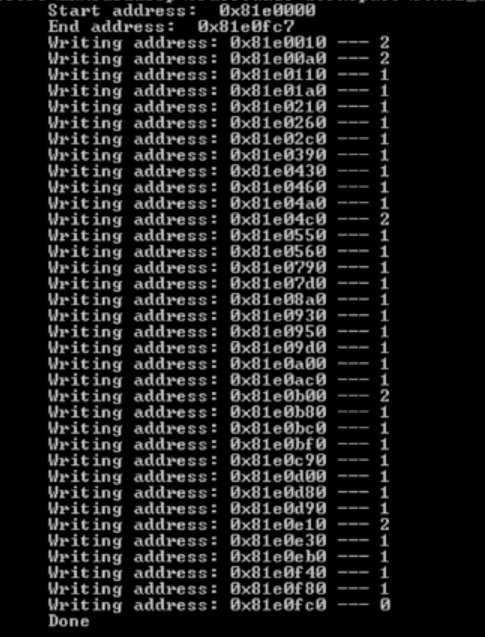 Start address:  0x81e0000
End address:  0x81e0fc7
Writing address: 0x81e0010 --- 2
Writing address: 0x81e00a0 --- 2
Writing address: 0x81e0110 --- 1
Writing address: 0x81e01a0 --- 1
Writing address: 0x81e0210 --- 1
Writing address: 0x81e0260 --- 1
Writing address: 0x81e02c0 --- 1
Writing address: 0x81e0390 --- 1
Writing address: 0x81e0430 --- 1
Writing address: 0x81e0460 --- 1
Writing address: 0x81e04a0 --- 1
Writing address: 0x81e04c0 --- 2
Writing address: 0x81e0550 --- 1
Writing address: 0x81e0560 --- 1
Writing address: 0x81e0790 --- 1
Writing address: 0x81e07d0 --- 1
Writing address: 0x81e08a0 --- 1
Writing address: 0x81e0930 --- 1
Writing address: 0x81e0950 --- 1
Writing address: 0x81e09d0 --- 1
Writing address: 0x81e0a00 --- 1
Writing address: 0x81e0ac0 --- 1
Writing address: 0x81e0b00 --- 2
Writing address: 0x81e0b80 --- 1
Writing address: 0x81e0bc0 --- 1
Writing address: 0x81e0bf0 --- 1
Writing address: 0x81e0c90 --- 1
Writing address: 0x81e0d00 --- 1
Writing address: 0x81e0d80 --- 1
Writing address: 0x81e0d90 --- 1
Writing address: 0x81e0e10 --- 2
Writing address: 0x81e0e30 --- 1
Writing address: 0x81e0eb0 --- 1
Writing address: 0x81e0f40 --- 1
Writing address: 0x81e0f80 --- 1
Writing address: 0x81e0fc0 --- 0
Done